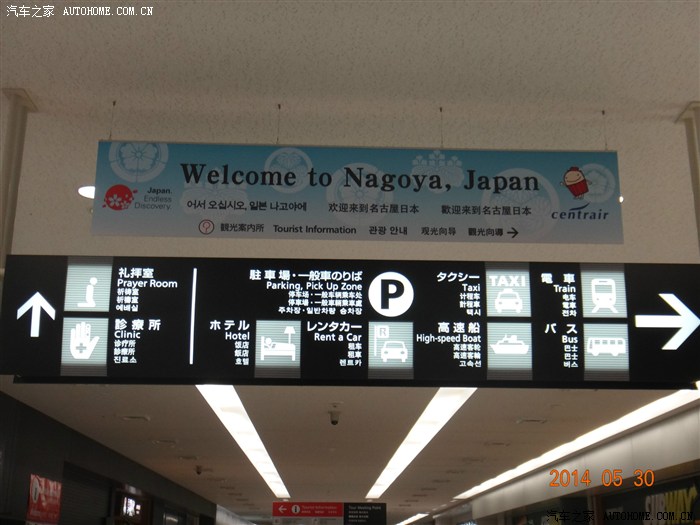 汽车之家 AUTOHOME.COM.CN
Welcome to Nagoya, Japan
Japan.
Endless
Discovery.
어서 오십시오, 일본 나고야에 欢迎来到名古屋日本 歡迎來到名古屋日本
centrair
観光案内所 Tourist Information 관광 안내 观光向导 觀光向導
礼拝室
Prayer Room
祈祷室
祈禱室
예배실
診療所
Clinic
诊疗所
診療所
진료소
駐車場・一般車のりば
Parking, Pick Up Zone
停车场・一般车辆乘车处
停車場・一般車輛乘車處
주차장・일반차량 승차장
P
ホテル
Hotel
饭店
飯店
호텔
レンタカー
Rent a Car
租车
租車
렌트카
R
タクシー
Taxi
计程车
計程車
택시
TAXI
高速船
High-speed Boat
高速客轮
高速客輪
고속선
電車
Train
电车
電車
전차
バス
Bus
巴士
巴士
버스
2014 05 30
Tourist Information
SUBWAY
汽车之家 AUTOHOME.COM.CN